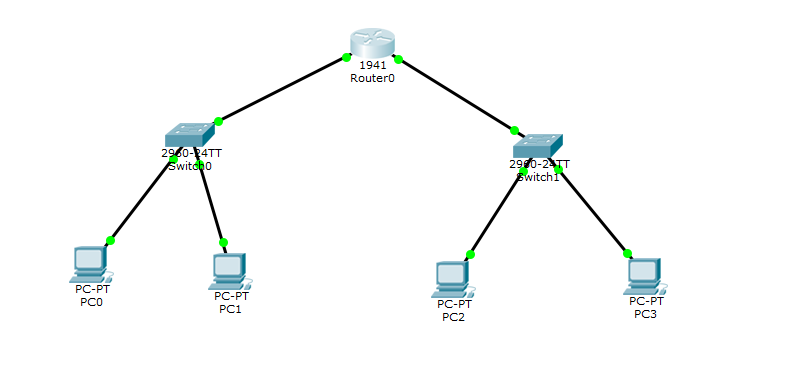 1941
Router0
2960-24TT
Switch0
2960-24TT
Switch1
PC-PT
PC0
PC-PT
PC1
PC-PT
PC2
PC-PT
PC3